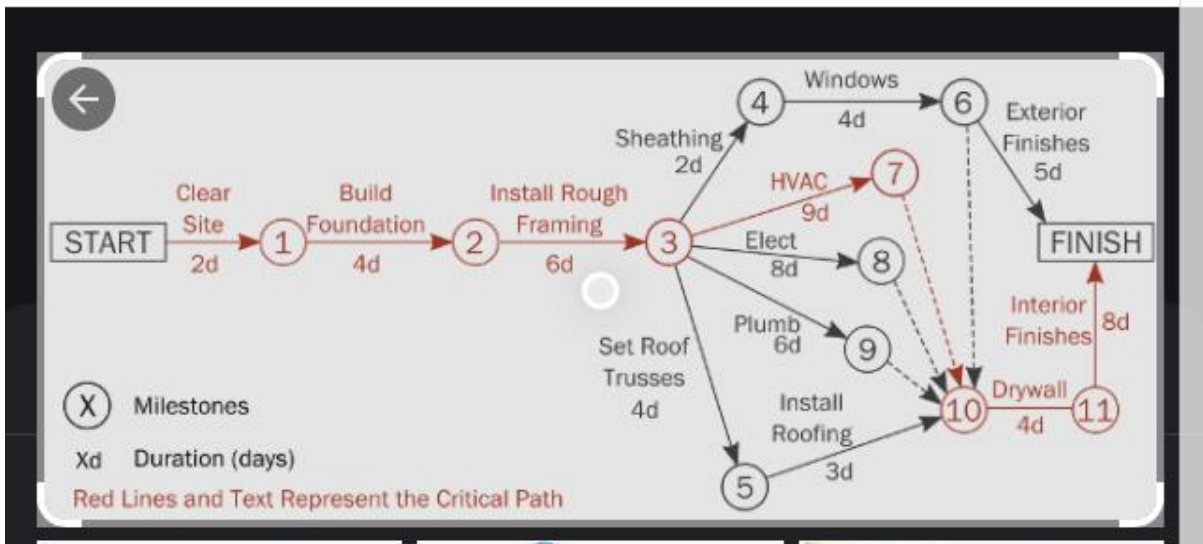 Windows
4
6
4d
Exterior
Finishes
5d
Sheathing
2d
HVAC
9d
7
Clear
Site
2d
Build
Foundation
4d
Install Rough
Framing
6d
START
1
2
3
Elect
8d
8
FINISH
Plumb
6d
9
Interior
Finishes
8d
Set Roof
Trusses
4d
Install
Roofing
3d
10
Drywall
4d
11
5
X Milestones
Xd Duration (days)
Red Lines and Text Represent the Critical Path